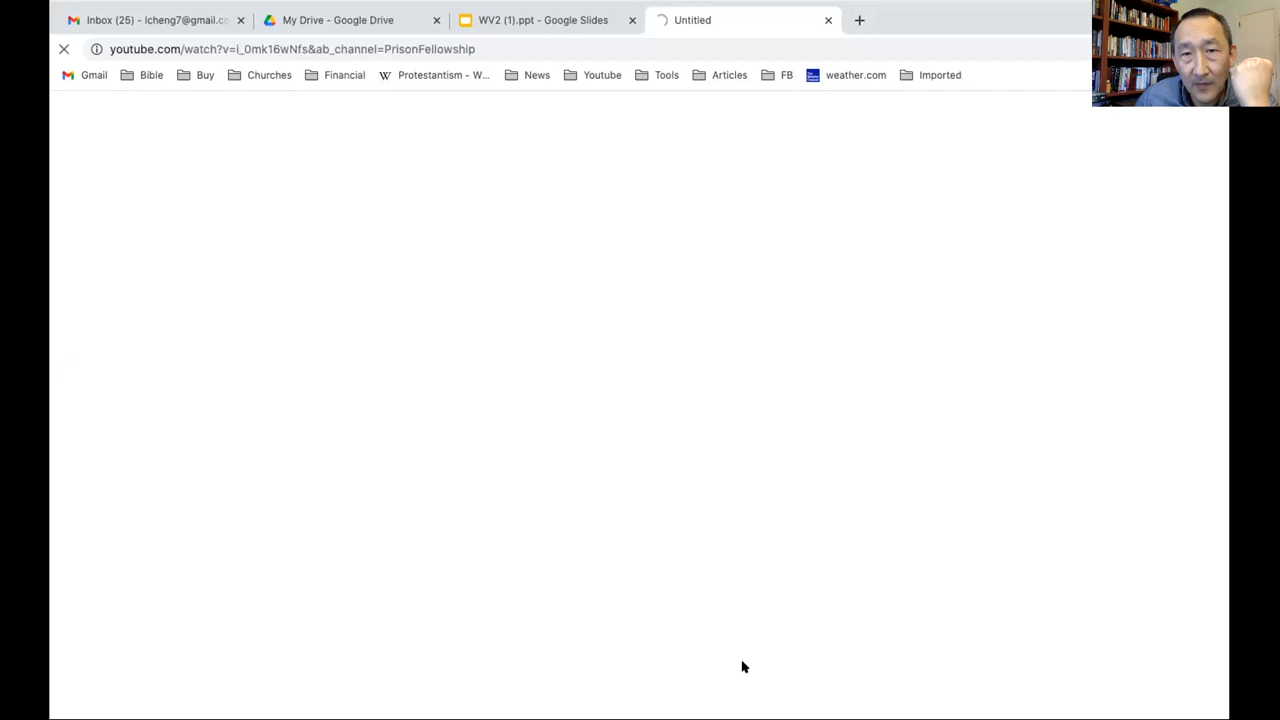 Inbox (25) - lcheng7@gmail.co
My Drive - Google Drive
WV2 (1).ppt - Google Slides
Untitled
youtube.com/watch?v=i_0mk16wNfs&ab_channel=PrisonFellowship
Gmail Bible Buy Churches Financial Protestantism - W... News Youtube Tools Articles FB weather.com Imported